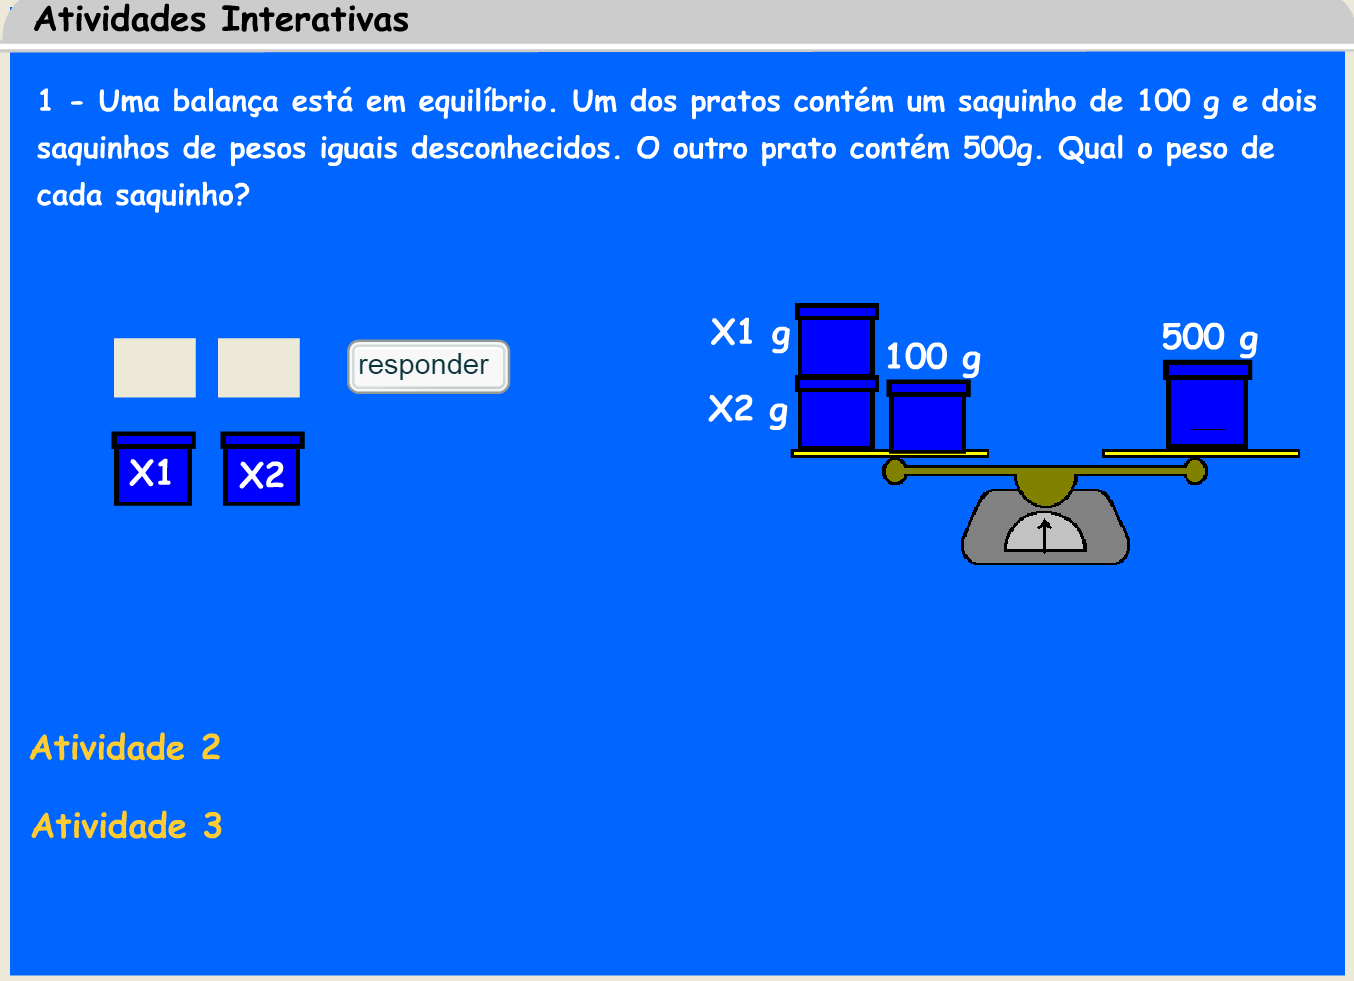 Atividades Interativas
1 - Uma balança está em equilíbrio. Um dos pratos contém um saquinho de 100 g e dois
saquinhos de pesos iguais desconhecidos. O outro prato contém 500g. Qual o peso de
cada saquinho?
responder
X1
X2
X1 g
100 g
X2 g
500 g
Atividade 2
Atividade 3